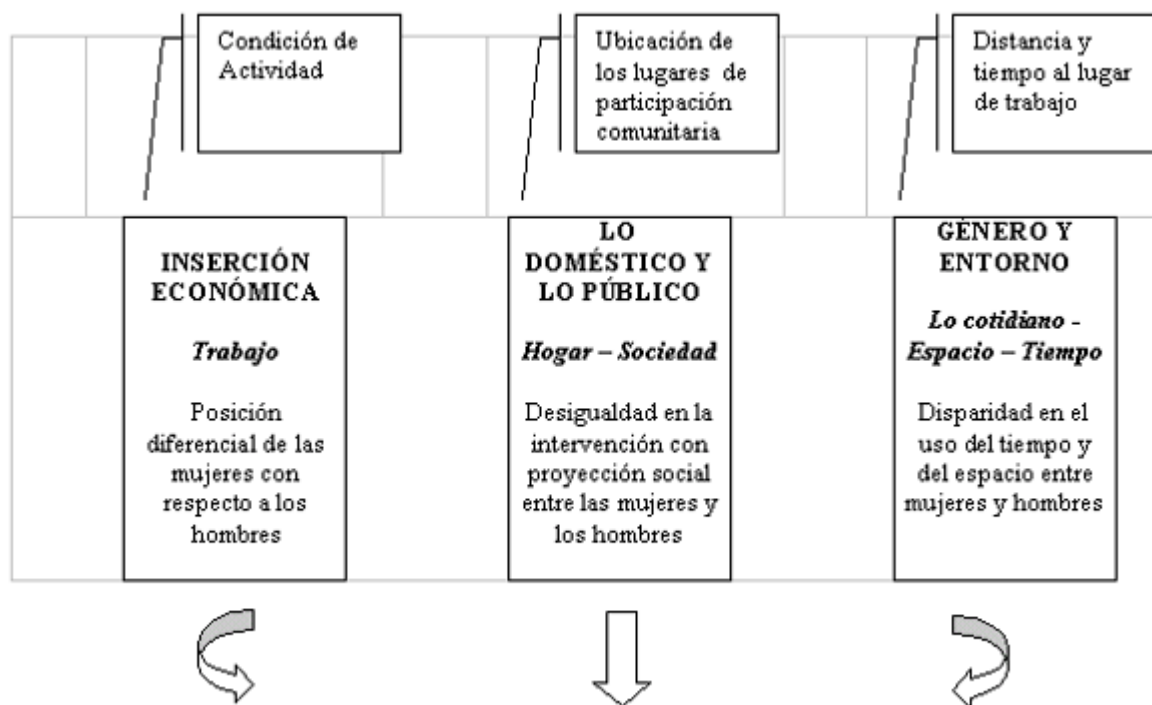 Condición de
Actividad
Ubicación de
los lugares de
participación
comunitaria
Distancia y
tiempo al lugar
de trabajo
INSERCIÓN
ECONÓMICA
Trabajo
Posición
diferencial de las
mujeres con
respecto a los
hombres
LO
DOMÉSTICO Y
LO PÚBLICO
Hogar – Sociedad
Desigualdad en la
intervención con
proyección social
entre las mujeres y
los hombres
GÉNERO Y
ENTORNO
Lo cotidiano -
Espacio – Tiempo
Disparidad en el
uso del tiempo y
del espacio entre
mujeres y hombres